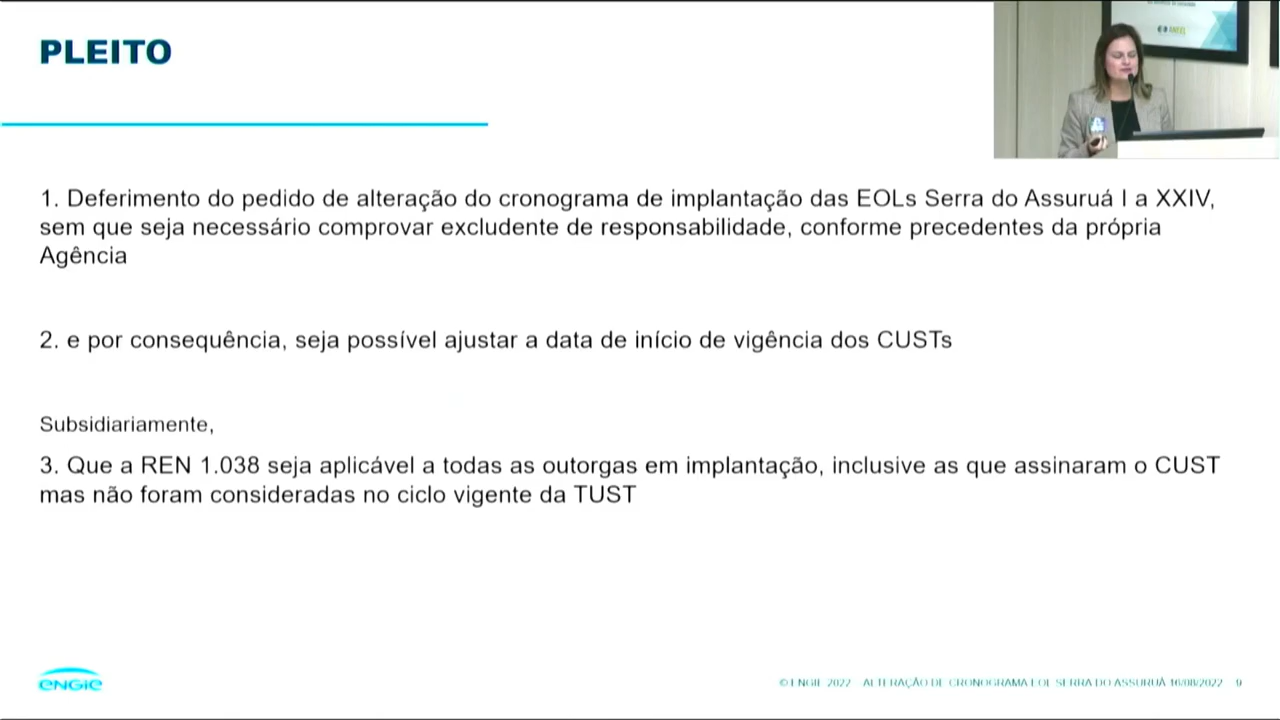 PLEITO
1. Deferimento do pedido de alteração do cronograma de implantação das EOLs Serra do Assuruá I a XXIV,
sem que seja necessário comprovar excludente de responsabilidade, conforme precedentes da própria
Agência
2. e por consequência, seja possível ajustar a data de início de vigência dos CUSTs
Subsidiariamente,
3. Que a REN 1.038 seja aplicável a todas as outorgas em implantação, inclusive as que assinaram o CUST
mas não foram consideradas no ciclo vigente da TUST
ENGIE
© ENGIE 2022 ALTERAÇÃO DE CRONOGRAMA EOL SERRA DO ASSURUÁ 16/08/2022 9